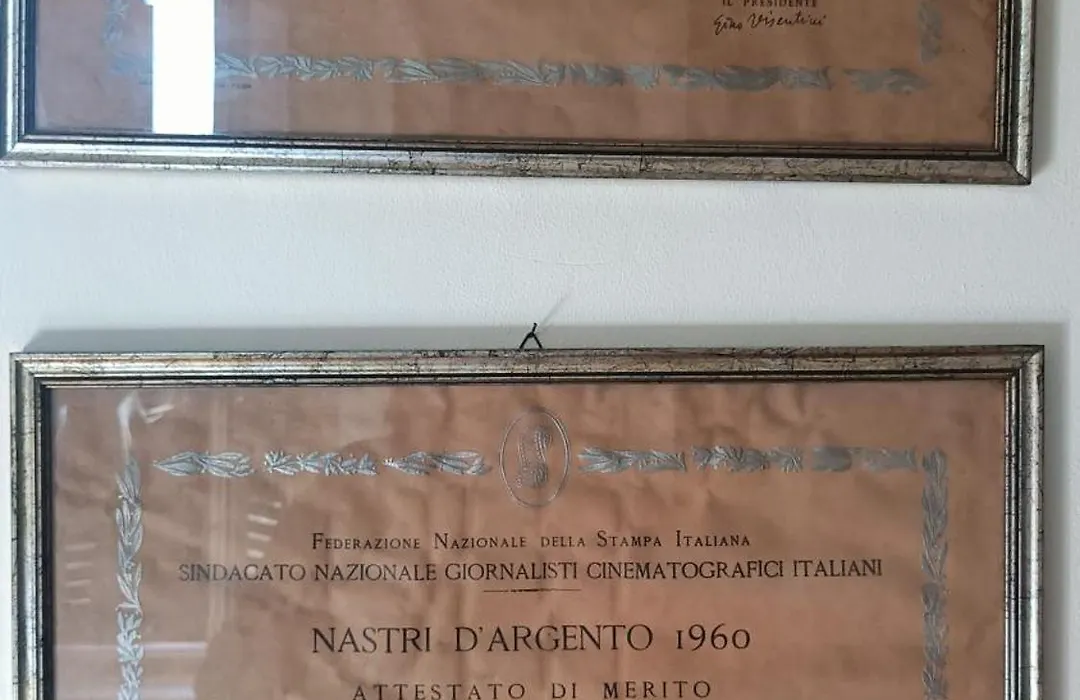 IL PRESIDENTE
Gino Visentini
Federazione Nazionale della Stampa Italiana
SINDACATO NAZIONALE GIORNALISTI CINEMATOGRAFICI ITALIANI
NASTRI D'ARGENTO 1960
ATTESTATO DI MERITO